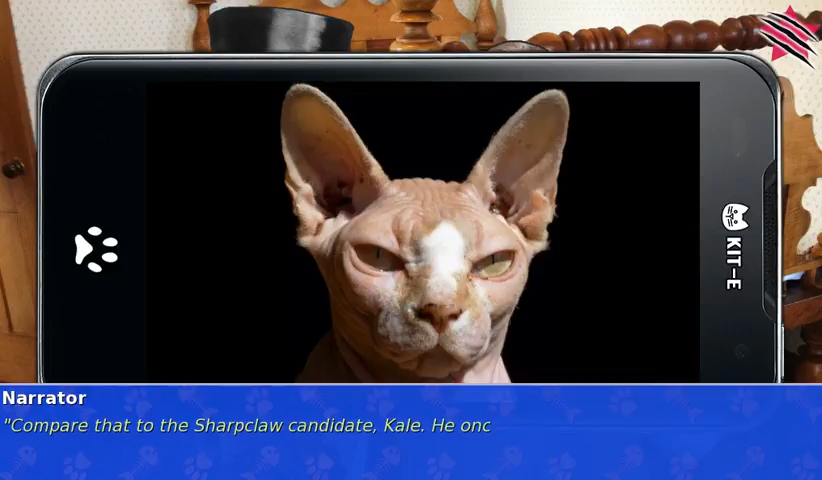 KIT-E
Narrator
"Compare that to the Sharpclaw candidate, Kale. He onc